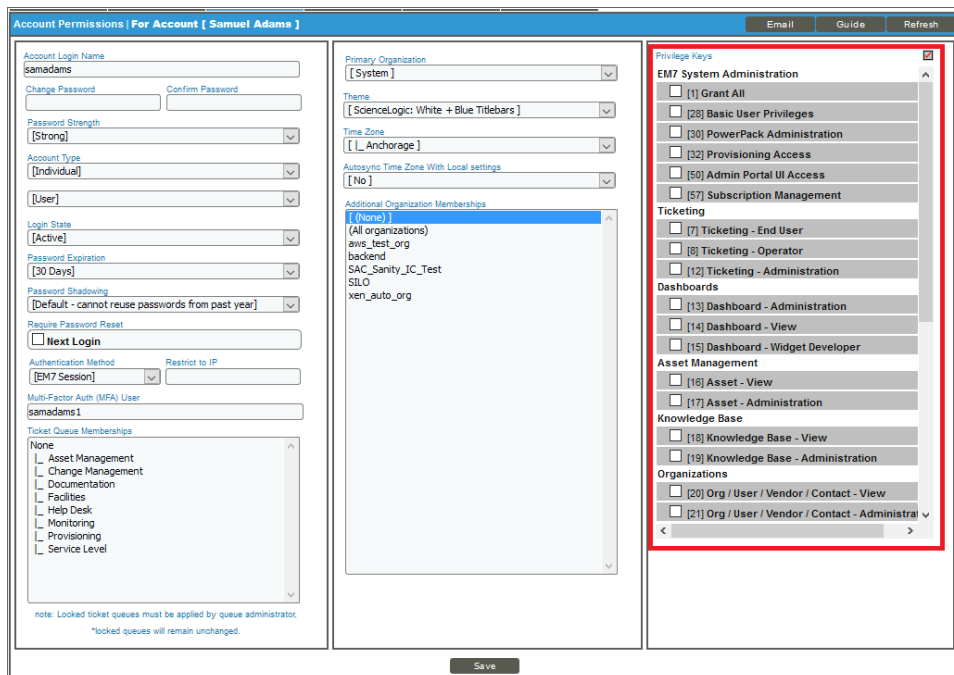 Account Permissions | For Account [ Samuel Adams ]
Email
Guide
Refresh
Account Login Name
samadams
Change Password
Confirm Password
Password Strength
[Strong]
Account Type
[Individual]
[User]
Login State
[Active]
Password Expiration
[30 Days]
Password Shadowing
[Default - cannot reuse passwords from past year]
Require Password Reset
Next Login
Authentication Method
Restrict to IP
[EM7 Session]
Multi-Factor Auth (MFA) User
samadams1
Ticket Queue Memberships
None
|_ Asset Management
|_ Change Management
|_ Documentation
|_ Facilities
|_ Help Desk
|_ Monitoring
|_ Provisioning
|_ Service Level
note: Locked ticket queues must be applied by queue administrator,
*locked queues will remain unchanged.
Primary Organization
[ System ]
Theme
[ ScienceLogic: White + Blue Titlebars ]
Time Zone
[ |_ Anchorage ]
Autosync Time Zone With Local settings
[ No ]
Additional Organization Memberships
[ (None) ]
(All organizations)
aws_test_org
backend
SAC_Sanity_IC_Test
SILO
xen_auto_org
Privilege Keys
EM7 System Administration
[1] Grant All
[28] Basic User Privileges
[30] PowerPack Administration
[32] Provisioning Access
[50] Admin Portal UI Access
[57] Subscription Management
Ticketing
[7] Ticketing - End User
[8] Ticketing - Operator
[12] Ticketing - Administration
Dashboards
[13] Dashboard - Administration
[14] Dashboard - View
[15] Dashboard - Widget Developer
Asset Management
[16] Asset - View
[17] Asset - Administration
Knowledge Base
[18] Knowledge Base - View
[19] Knowledge Base - Administration
Organizations
[20] Org / User / Vendor / Contact - View
[21] Org / User / Vendor / Contact - Administrat
Save